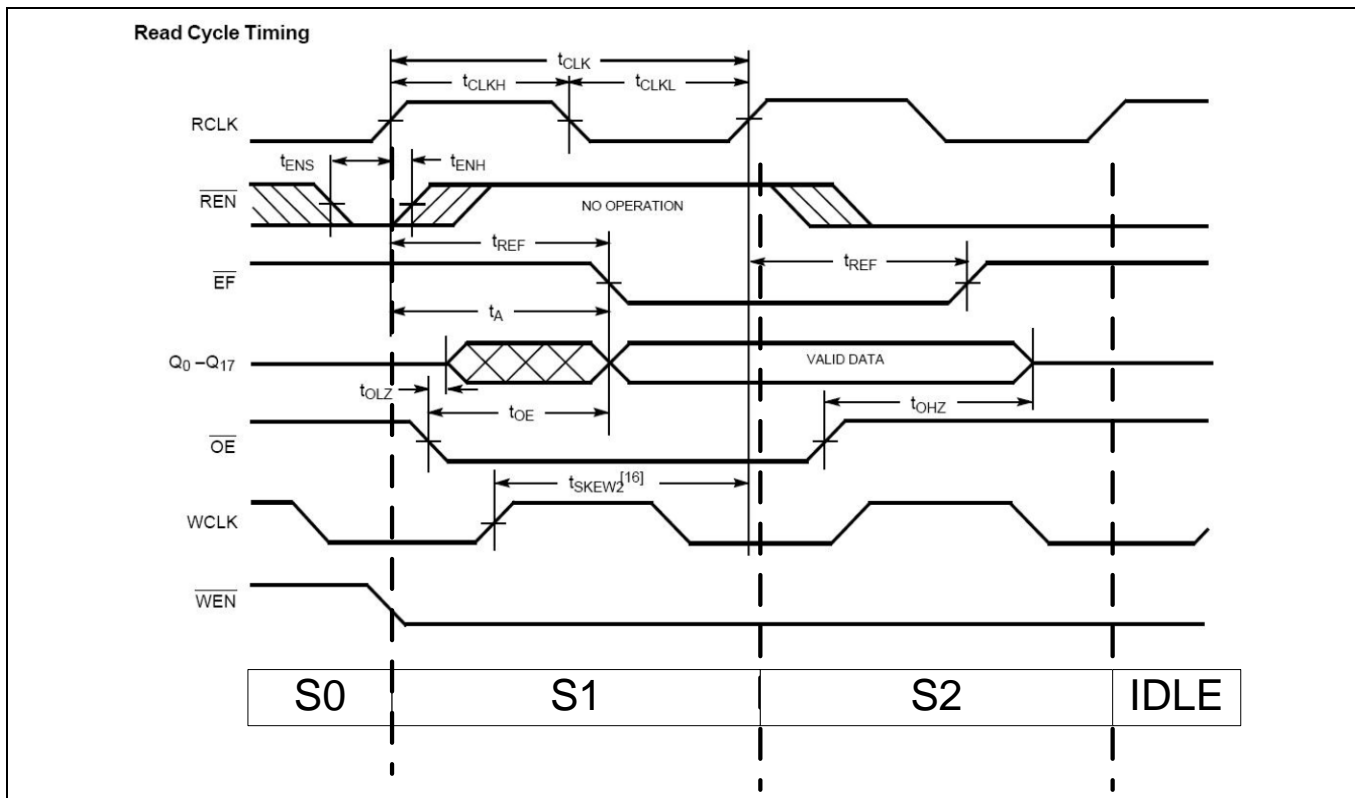 Read Cycle Timing
tCLK
tCLKH
tCLKL
RCLK
tENS
tENH
REN
NO OPERATION
tREF
tREF
EF
tA
Q0 –Q17
VALID DATA
tOLZ
tOE
tOHZ
OE
tSKEW2[16]
WCLK
WEN
S0
S1
S2
IDLE